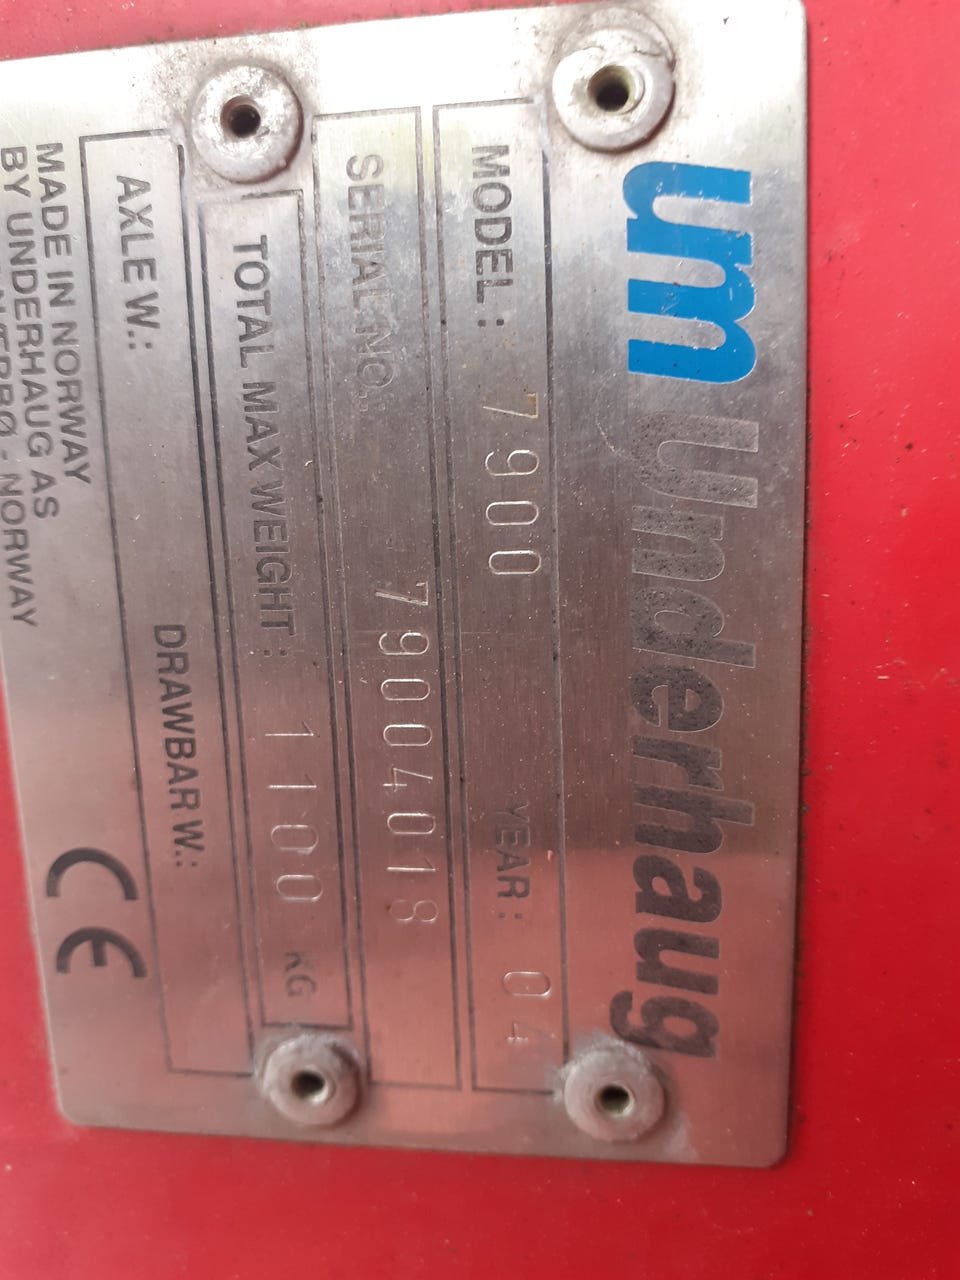 um Underhaug
MODEL: 7900 YEAR: 04
SERIAL NO.: 79004018
TOTAL MAX WEIGHT: 1100 KG
AXLE W.: DRAWBAR W.:
MADE IN NORWAY
BY UNDERHAUG AS
NORWAY
CE